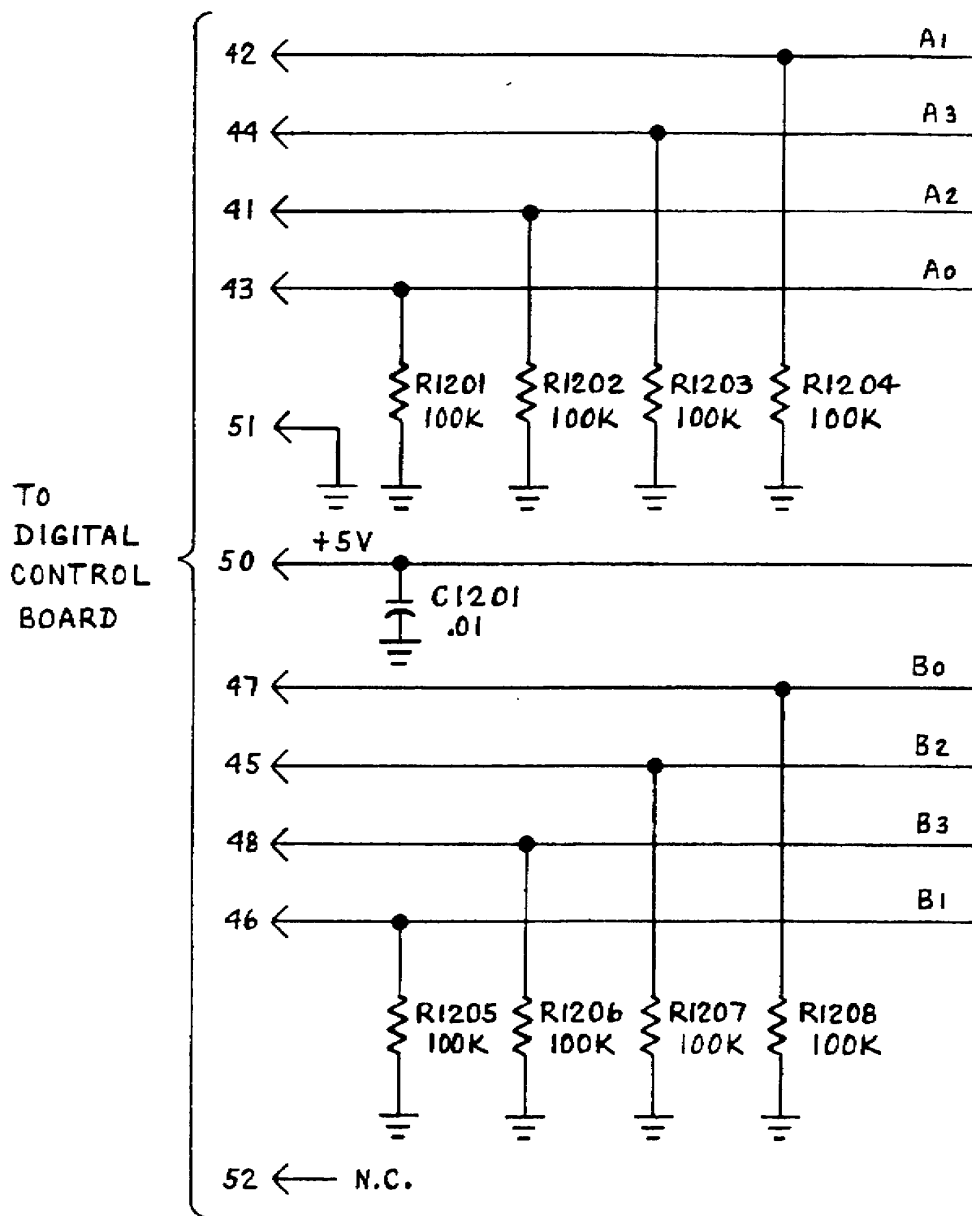 42 A1
44 A3
41 A2
43 A0
R1201 R1202 R1203 R1204
100K 100K 100K 100K
51
TO
DIGITAL
CONTROL
BOARD
50 +5V
C1201
.01
47 B0
45 B2
48 B3
46 B1
R1205 R1206 R1207 R1208
100K 100K 100K 100K
52 N.C.